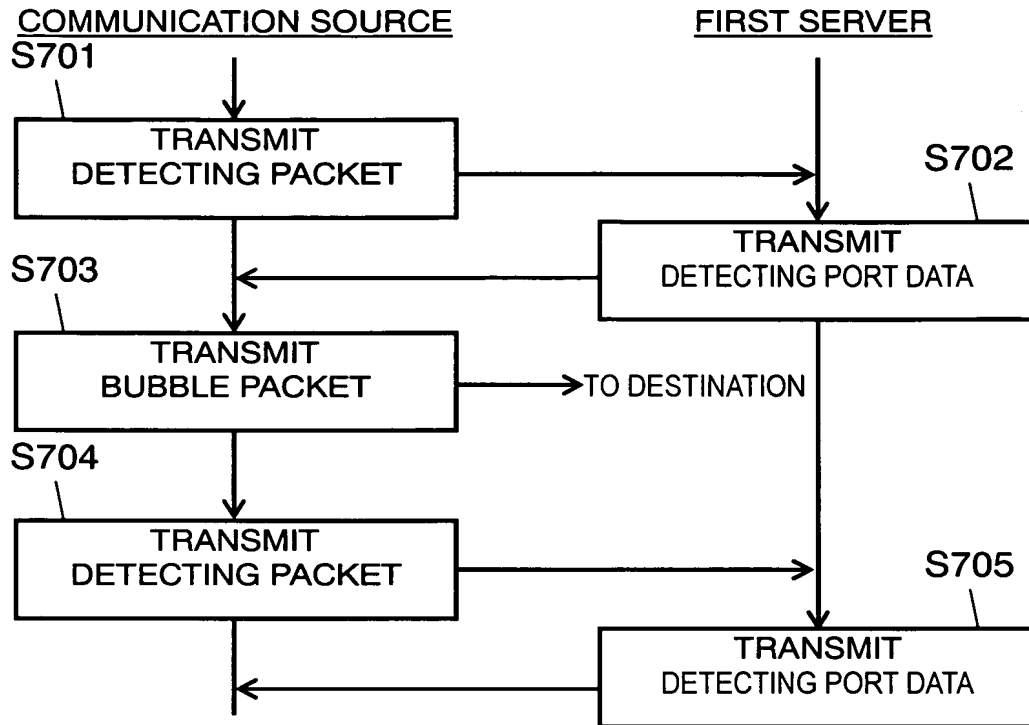 COMMUNICATION SOURCE
FIRST SERVER
S701
TRANSMIT
DETECTING PACKET
S702
TRANSMIT
DETECTING PORT DATA
S703
TRANSMIT
BUBBLE PACKET
TO DESTINATION
S704
TRANSMIT
DETECTING PACKET
S705
TRANSMIT
DETECTING PORT DATA